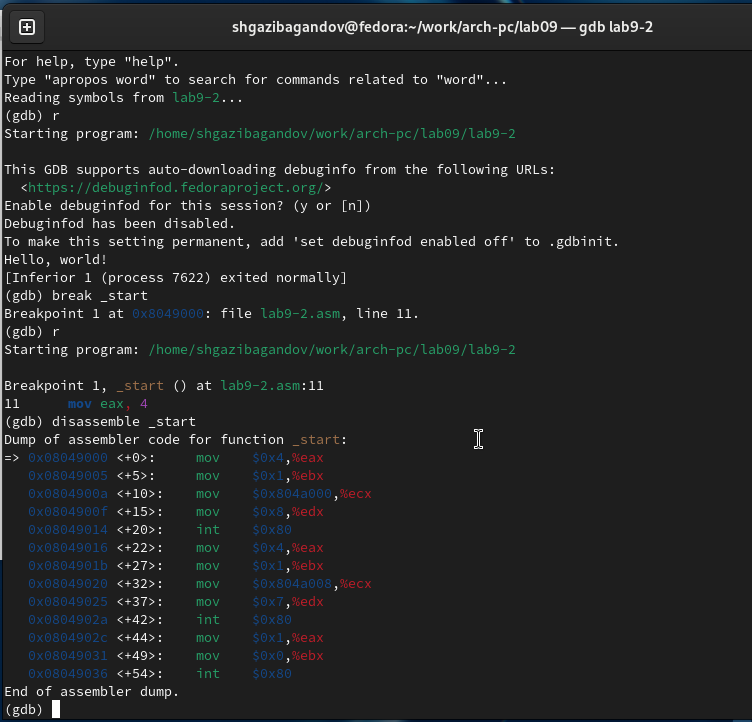 shgazibagandov@fedora:~/work/arch-pc/lab09 — gdb lab9-2
For help, type "help".
Type "apropos word" to search for commands related to "word"...
Reading symbols from lab9-2...
(gdb) r
Starting program: /home/shgazibagandov/work/arch-pc/lab09/lab9-2
This GDB supports auto-downloading debuginfo from the following URLs:
  <https://debuginfod.fedoraproject.org/>
Enable debuginfod for this session? (y or [n])
Debuginfod has been disabled.
To make this setting permanent, add 'set debuginfod enabled off' to .gdbinit.
Hello, world!
[Inferior 1 (process 7622) exited normally]
(gdb) break _start
Breakpoint 1 at 0x8049000: file lab9-2.asm, line 11.
(gdb) r
Starting program: /home/shgazibagandov/work/arch-pc/lab09/lab9-2
Breakpoint 1, _start () at lab9-2.asm:11
11      mov eax, 4
(gdb) disassemble _start
Dump of assembler code for function _start:
=> 0x08049000 <+0>:     mov    $0x4,%eax
   0x08049005 <+5>:     mov    $0x1,%ebx
   0x0804900a <+10>:    mov    $0x804a000,%ecx
   0x0804900f <+15>:    mov    $0x8,%edx
   0x08049014 <+20>:    int    $0x80
   0x08049016 <+22>:    mov    $0x4,%eax
   0x0804901b <+27>:    mov    $0x1,%ebx
   0x08049020 <+32>:    mov    $0x804a008,%ecx
   0x08049025 <+37>:    mov    $0x7,%edx
   0x0804902a <+42>:    int    $0x80
   0x0804902c <+44>:    mov    $0x1,%eax
   0x08049031 <+49>:    mov    $0x0,%ebx
   0x08049036 <+54>:    int    $0x80
End of assembler dump.
(gdb)